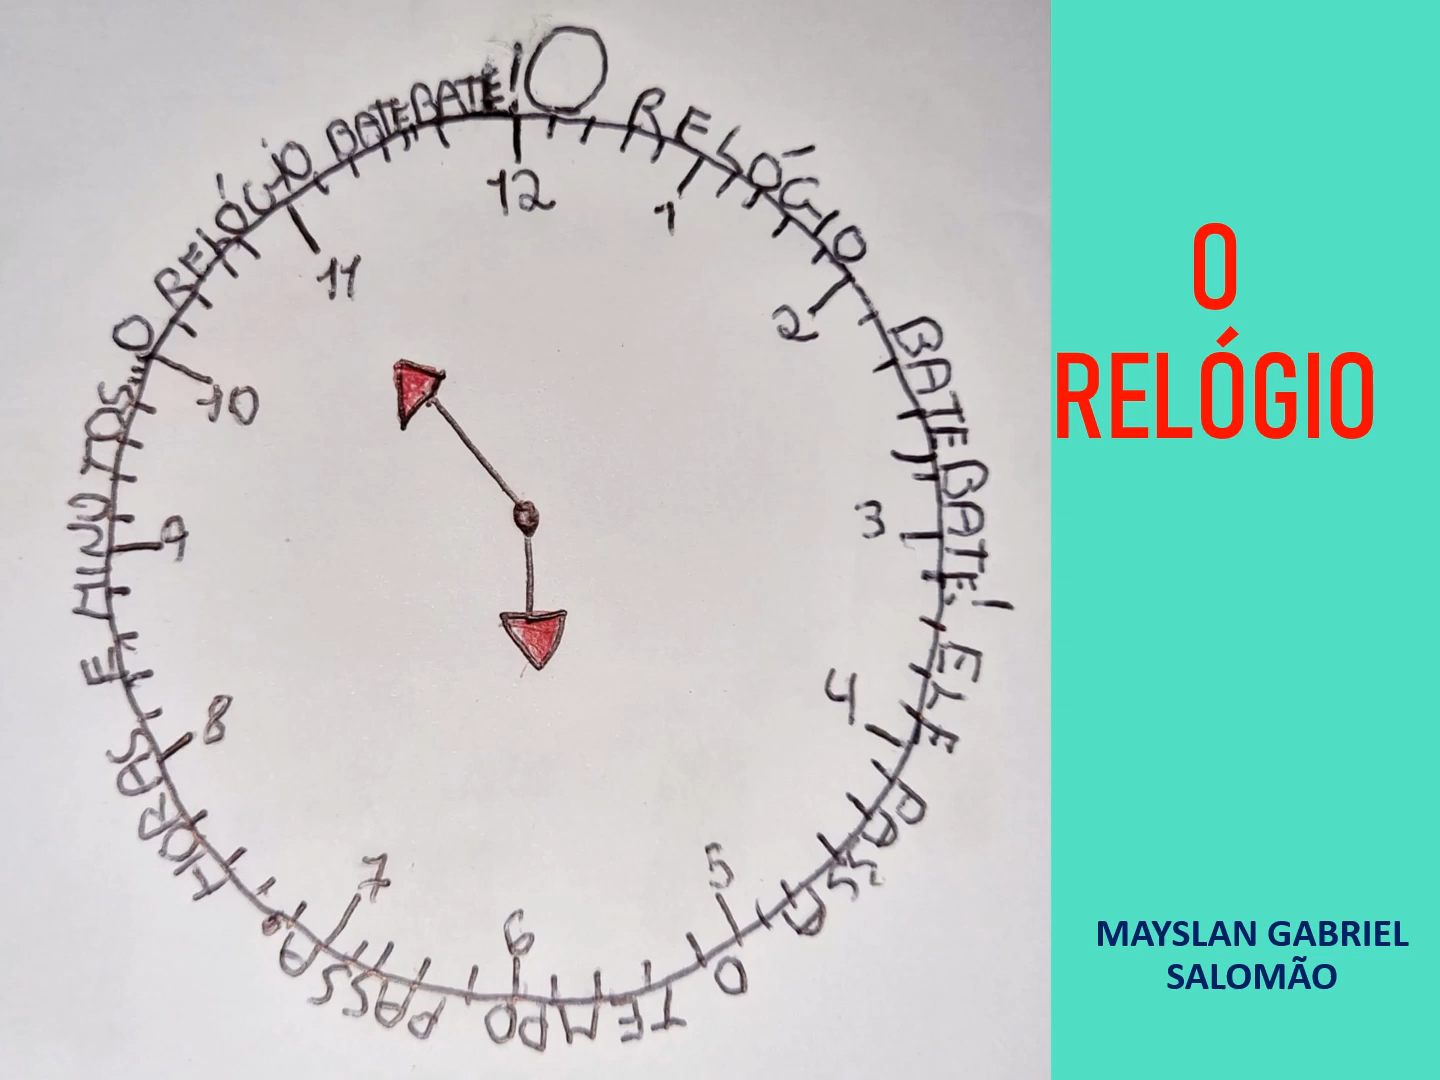 O RELÓGIO BATE BATE! ELE PASSA O TEMPO PASSA. HORAS E MINUTOS... O RELÓGIO BATE BATE!
12
1
2
3
4
5
6
7
8
9
10
11
O
RELÓGIO
MAYSLAN GABRIEL
SALOMÃO